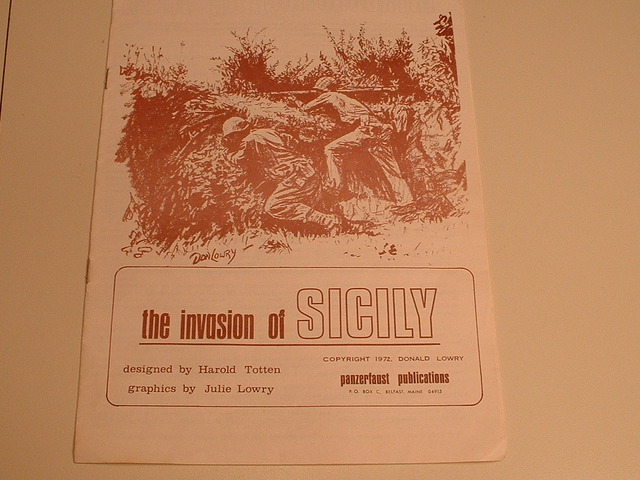 Don Lowry
the invasion of SICILY
designed by Harold Totten
graphics by Julie Lowry
COPYRIGHT 1972, DONALD LOWRY
panzerfaust publications
P. O. BOX C, BELFAST, MAINE 04915